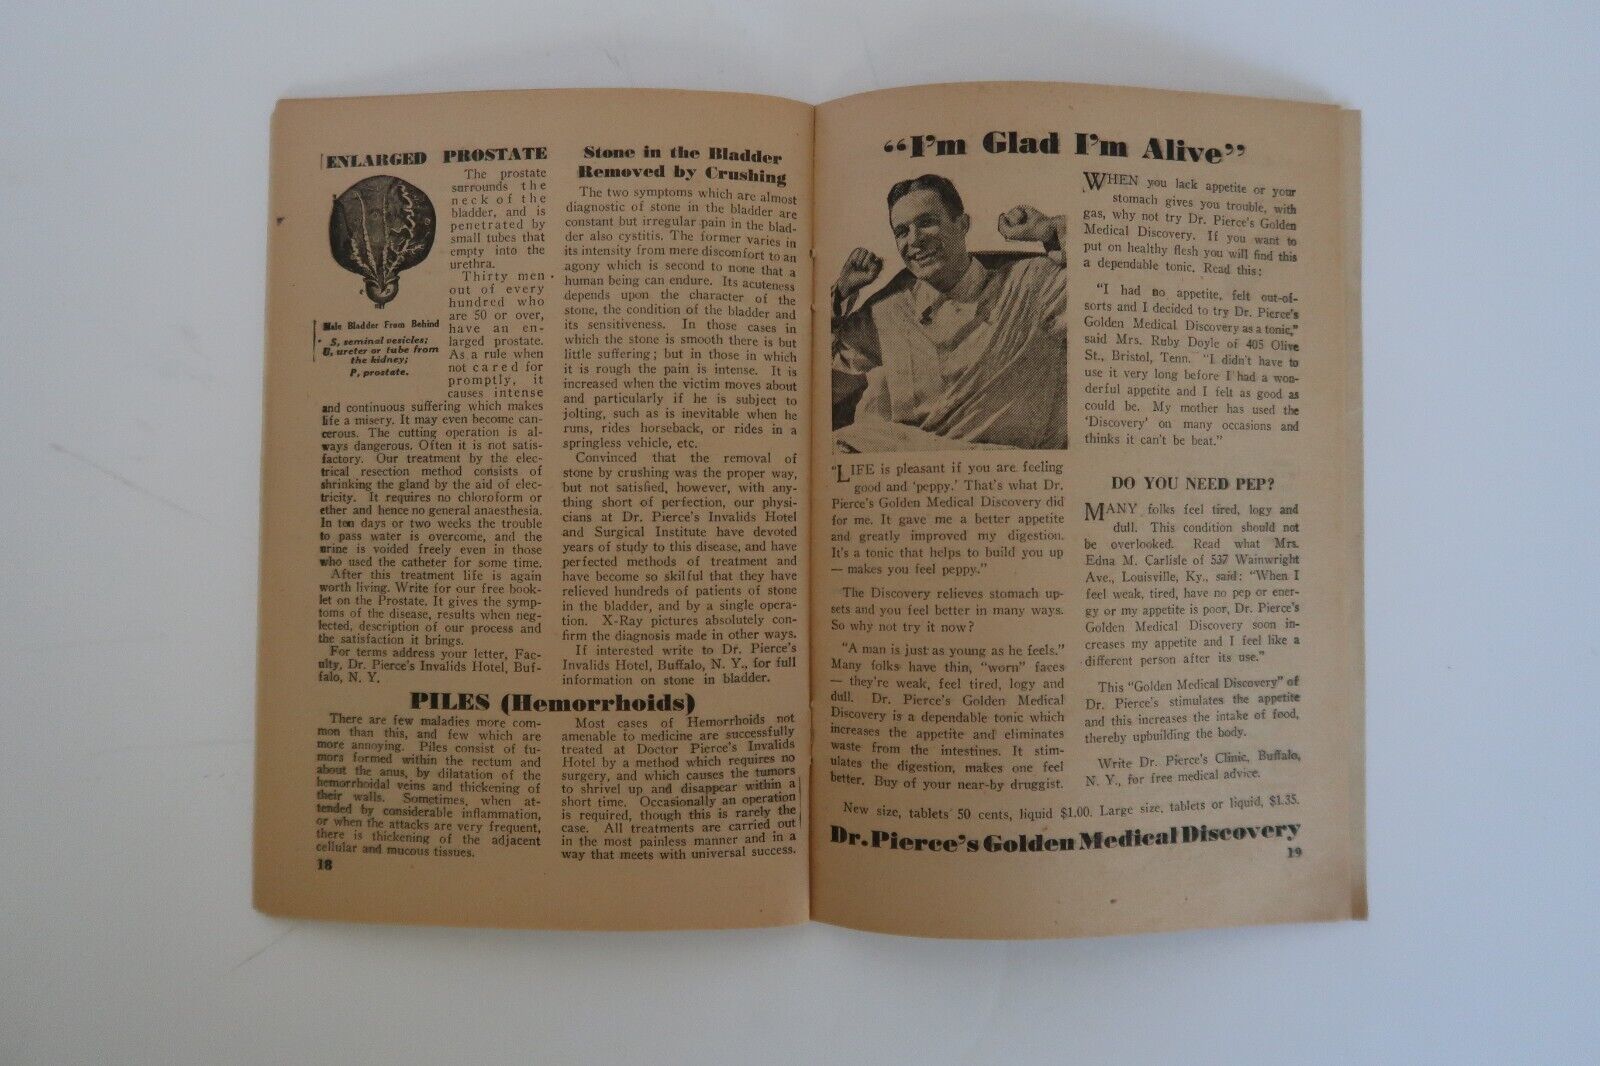 ENLARGED PROSTATE
Male Bladder From Behind
S, seminal vesicles;
U, ureter or tube from
the kidney;
P, prostate.
The prostate
surrounds the
neck of the
bladder, and is
penetrated by
small tubes that
empty into the
urethra.
Thirty men
out of every
hundred who
are 50 or over,
have an en-
larged prostate.
As a rule when
not cared for
promptly, it
causes intense
and continuous suffering which makes
life a misery. It may even become can-
cerous. The cutting operation is al-
ways dangerous. Often it is not satis-
factory. Our treatment by the elec-
trical resection method consists of
shrinking the gland by the aid of elec-
tricity. It requires no chloroform or
ether and hence no general anaesthesia.
In ten days or two weeks the trouble
to pass water is overcome, and the
urine is voided freely even in those
who used the catheter for some time.
After this treatment life is again
worth living. Write for our free book-
let on the Prostate. It gives the symp-
toms of the disease, results when neg-
lected, description of our process and
the satisfaction it brings.
For terms address your letter, Fac-
ulty, Dr. Pierce's Invalids Hotel, Buf-
falo, N. Y.
Stone in the Bladder
Removed by Crushing
The two symptoms which are almost
diagnostic of stone in the bladder are
constant but irregular pain in the blad-
der also cystitis. The former varies in
its intensity from mere discomfort to an
agony which is second to none that a
human being can endure. Its acuteness
depends upon the character of the
stone, the condition of the bladder and
its sensitiveness. In those cases in
which the stone is smooth there is but
little suffering; but in those in which
it is rough the pain is intense. It is
increased when the victim moves about
and particularly if he is subject to
jolting, such as is inevitable when he
runs, rides horseback, or rides in a
springless vehicle, etc.
Convinced that the removal of
stone by crushing was the proper way,
but not satisfied, however, with any-
thing short of perfection, our physi-
cians at Dr. Pierce's Invalids Hotel
and Surgical Institute have devoted
years of study to this disease, and have
perfected methods of treatment and
have become so skilful that they have
relieved hundreds of patients of stone
in the bladder, and by a single opera-
tion. X-Ray pictures absolutely con-
firm the diagnosis made in other ways.
If interested write to Dr. Pierce's
Invalids Hotel, Buffalo, N. Y., for full
information on stone in bladder.
PILES (Hemorrhoids)
There are few maladies more com-
mon than this, and few which are
more annoying. Piles consist of tu-
mors formed within the rectum and
about the anus, by dilatation of the
hemorrhoidal veins and thickening of
their walls. Sometimes, when at-
tended by considerable inflammation,
or when the attacks are very frequent,
there is thickening of the adjacent
cellular and mucous tissues.
Most cases of Hemorrhoids not
amenable to medicine are successfully
treated at Doctor Pierce's Invalids
Hotel by a method which requires no
surgery, and which causes the tumors
to shrivel up and disappear within a
short time. Occasionally an operation
is required, though this is rarely the
case. All treatments are carried out
in the most painless manner and in a
way that meets with universal success.
18
"I'm Glad I'm Alive"
"LIFE is pleasant if you are feeling
good and 'peppy.' That's what Dr.
Pierce's Golden Medical Discovery did
for me. It gave me a better appetite
and greatly improved my digestion.
It's a tonic that helps to build you up
— makes you feel peppy."
The Discovery relieves stomach up-
sets and you feel better in many ways.
So why not try it now?
"A man is just as young as he feels."
Many folks have thin, "worn" faces
— they're weak, feel tired, logy and
dull. Dr. Pierce's Golden Medical
Discovery is a dependable tonic which
increases the appetite and eliminates
waste from the intestines. It stim-
ulates the digestion, makes one feel
better. Buy of your near-by druggist.
WHEN you lack appetite or your
stomach gives you trouble, with
gas, why not try Dr. Pierce's Golden
Medical Discovery. If you want to
put on healthy flesh you will find this
a dependable tonic. Read this:
"I had no appetite, felt out-of-
sorts and I decided to try Dr. Pierce's
Golden Medical Discovery as a tonic,"
said Mrs. Ruby Doyle of 405 Olive
St., Bristol, Tenn. "I didn't have to
use it very long before I had a won-
derful appetite and I felt as good as
could be. My mother has used the
'Discovery' on many occasions and
thinks it can't be beat."
DO YOU NEED PEP?
MANY folks feel tired, logy and
dull. This condition should not
be overlooked. Read what Mrs.
Edna M. Carlisle of 537 Wainwright
Ave., Louisville, Ky., said: "When I
feel weak, tired, have no pep or ener-
gy or my appetite is poor, Dr. Pierce's
Golden Medical Discovery soon in-
creases my appetite and I feel like a
different person after its use."
This "Golden Medical Discovery" of
Dr. Pierce's stimulates the appetite
and this increases the intake of food,
thereby upbuilding the body.
Write Dr. Pierce's Clinic, Buffalo,
N. Y., for free medical advice.
New size, tablets 50 cents, liquid $1.00. Large size, tablets or liquid, $1.35.
Dr. Pierce's Golden Medical Discovery
19